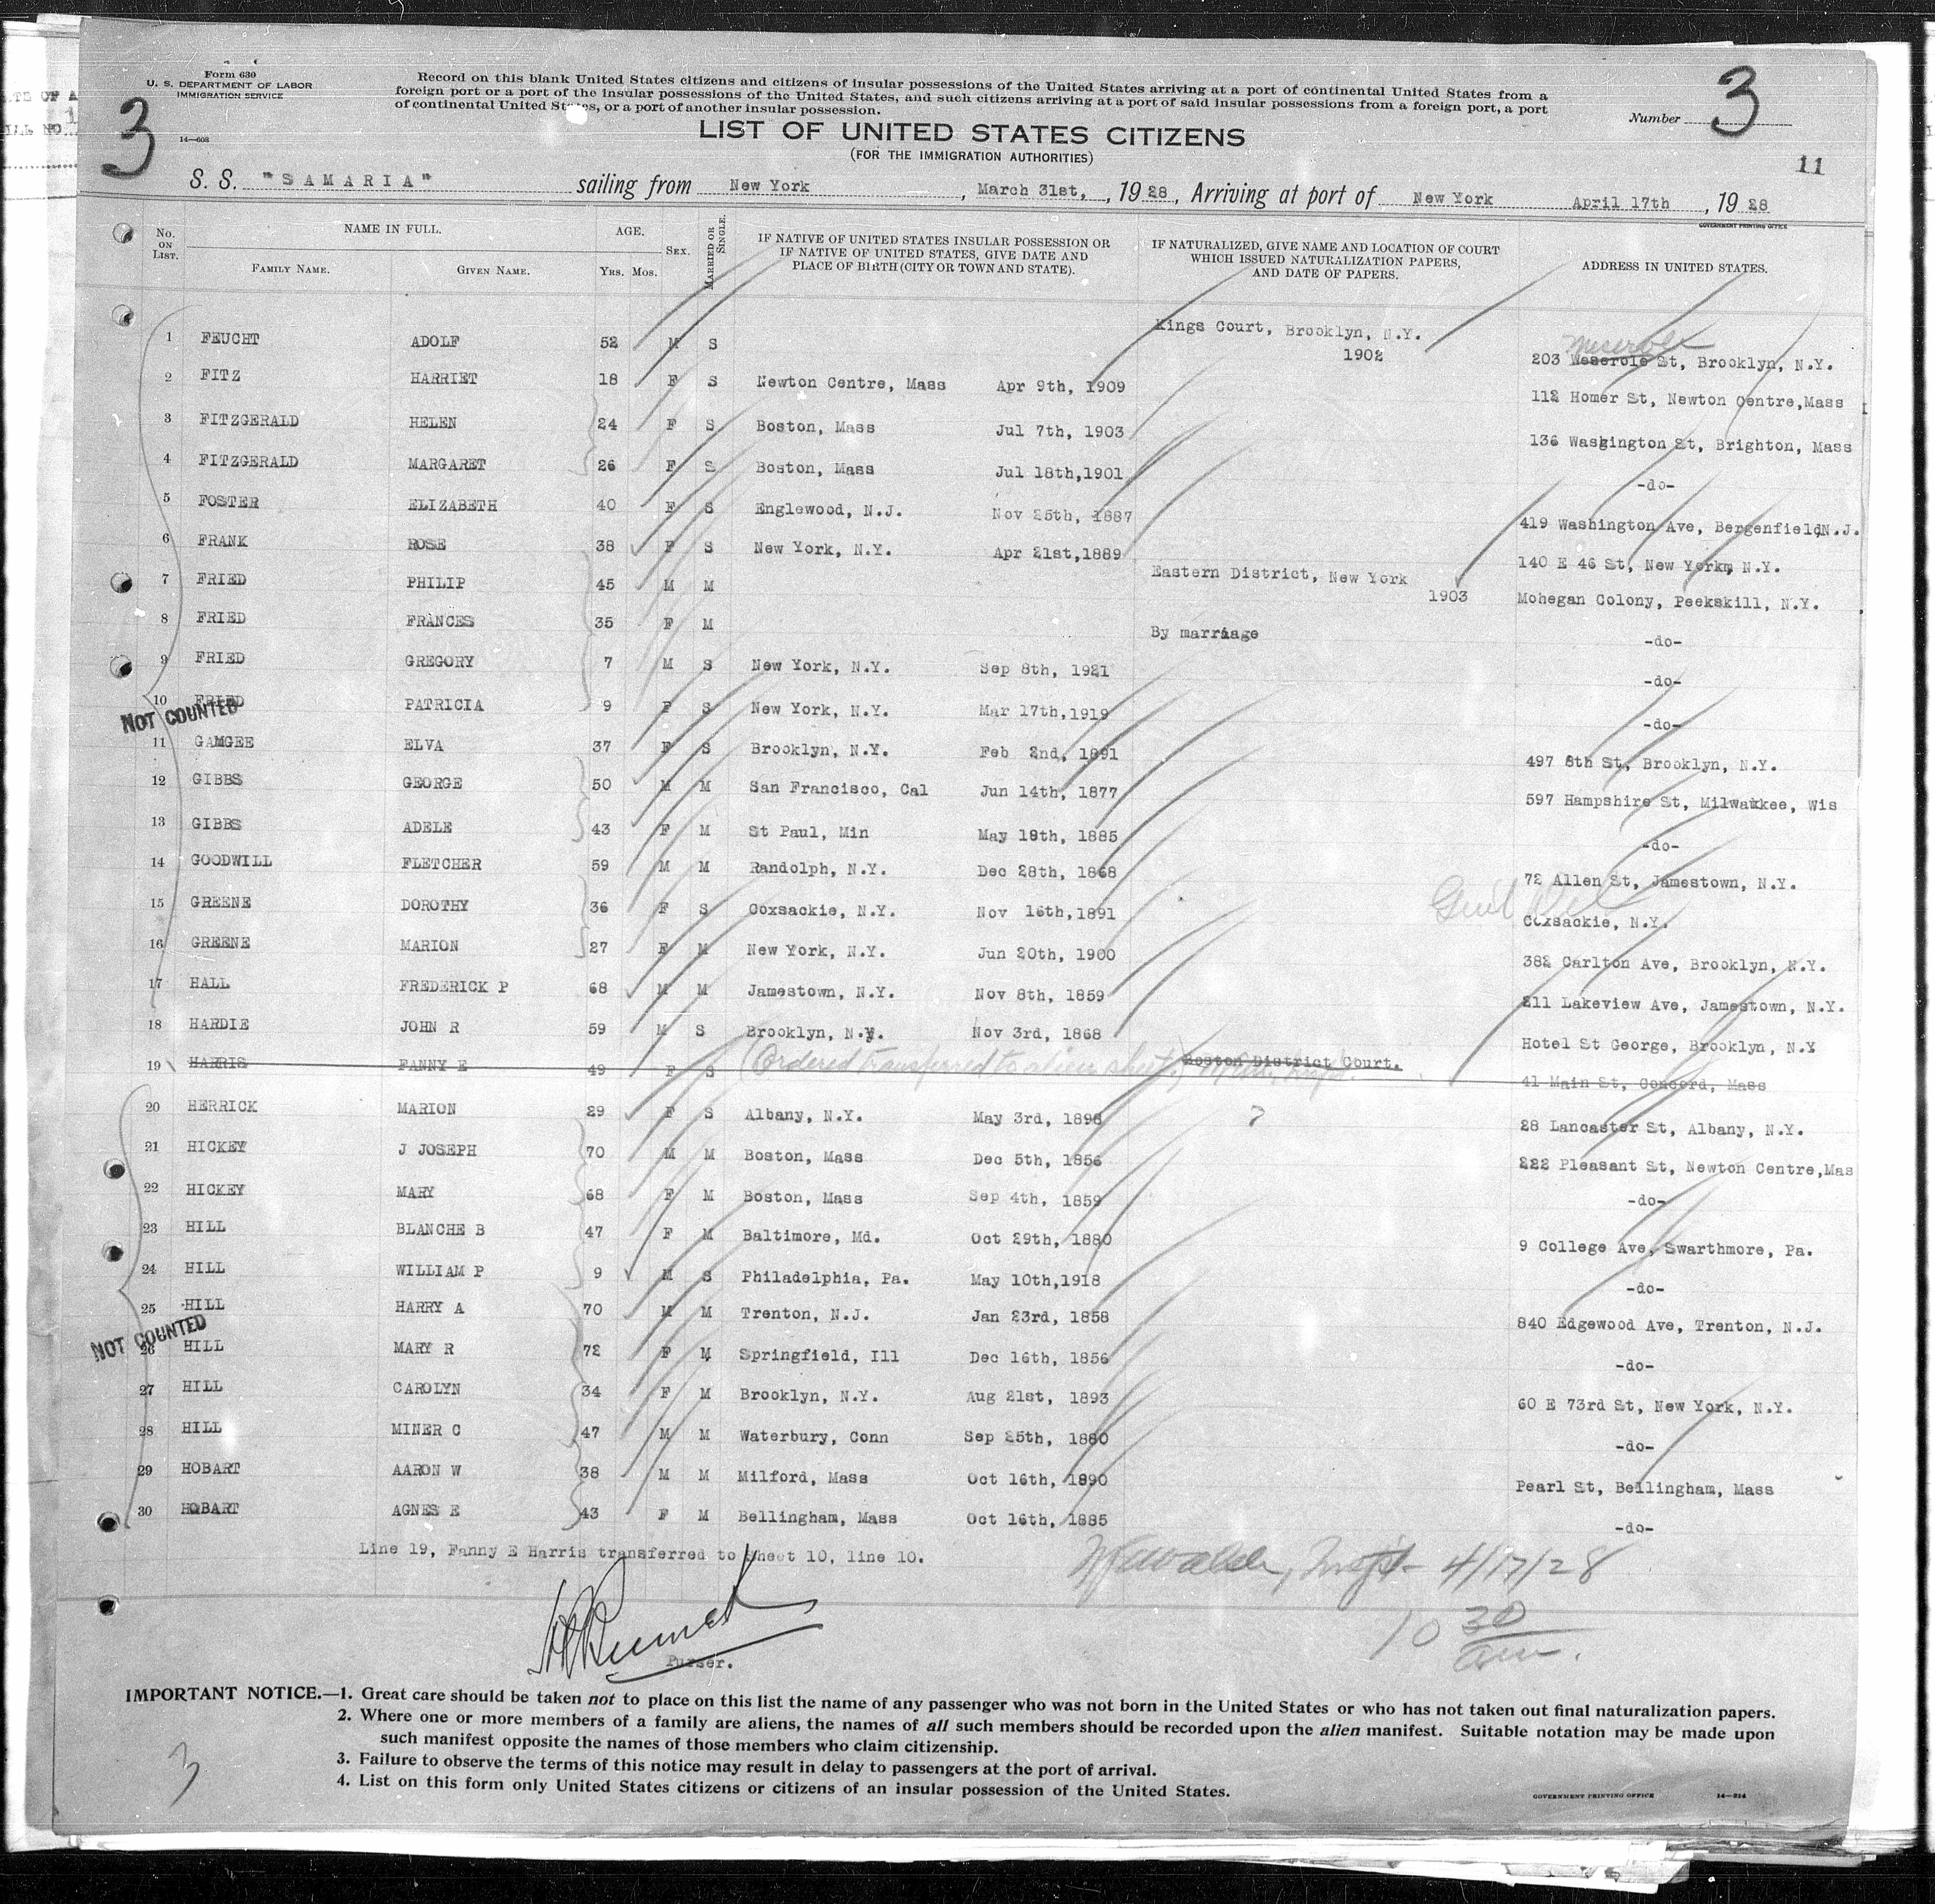 Form 630
U. S. DEPARTMENT OF LABOR
IMMIGRATION SERVICE
14—608
3
Record on this blank United States citizens and citizens of insular possessions of the United States arriving at a port of continental United States from a
foreign port or a port of the insular possessions of the United States, and such citizens arriving at a port of said insular possessions from a foreign port, a port
of continental United States, or a port of another insular possession.
LIST OF UNITED STATES CITIZENS
(FOR THE IMMIGRATION AUTHORITIES)
Number 3
11
S. S. "SAMARIA" sailing from New York, March 31st, , 1928, Arriving at port of New York April 17th, 1928
GOVERNMENT PRINTING OFFICE
No. ON LIST. NAME IN FULL. FAMILY NAME. GIVEN NAME. AGE. Yrs. Mos. SEX. MARRIED OR SINGLE. IF NATIVE OF UNITED STATES INSULAR POSSESSION OR IF NATIVE OF UNITED STATES, GIVE DATE AND PLACE OF BIRTH (CITY OR TOWN AND STATE). IF NATURALIZED, GIVE NAME AND LOCATION OF COURT WHICH ISSUED NATURALIZATION PAPERS, AND DATE OF PAPERS. ADDRESS IN UNITED STATES.
Meserole
1 FEUCHT ADOLF 52 M S Kings Court, Brooklyn, N.Y. 1902 203 Weserole St, Brooklyn, N.Y.
2 FITZ HARRIET 18 F S Newton Centre, Mass Apr 9th, 1909 112 Homer St, Newton Centre,Mass
3 FITZGERALD HELEN 24 F S Boston, Mass Jul 7th, 1903 136 Washington St, Brighton, Mass
4 FITZGERALD MARGARET 26 F S Boston, Mass Jul 18th,1901 -do-
5 FOSTER ELIZABETH 40 F S Englewood, N.J. Nov 25th, 1887 419 Washington Ave, Bergenfield,N.J.
6 FRANK ROSE 38 F S New York, N.Y. Apr 21st,1889 140 E 46 St, New York, N.Y.
7 FRIED PHILIP 45 M M Eastern District, New York 1903 Mohegan Colony, Peekskill, N.Y.
8 FRIED FRANCES 35 F M By marriage -do-
9 FRIED GREGORY 7 M S New York, N.Y. Sep 8th, 1921 -do-
10 FRIED PATRICIA 9 F S New York, N.Y. Mar 17th,1919 -do-
NOT COUNTED
11 GAMGEE ELVA 37 F S Brooklyn, N.Y. Feb 2nd, 1891 497 8th St, Brooklyn, N.Y.
12 GIBBS GEORGE 50 M M San Francisco, Cal Jun 14th, 1877 597 Hampshire St, Milwaukee, Wis
13 GIBBS ADELE 43 F M St Paul, Min May 19th, 1885 -do-
14 GOODWILL FLETCHER 59 M M Randolph, N.Y. Dec 28th, 1868 72 Allen St, Jamestown, N.Y.
15 GREENE DOROTHY 36 F S Coxsackie, N.Y. Nov 16th,1891 Coxsackie, N.Y.
16 GREENE MARION 27 F M New York, N.Y. Jun 20th, 1900 382 Carlton Ave, Brooklyn, N.Y.
17 HALL FREDERICK P 68 M M Jamestown, N.Y. Nov 8th, 1859 211 Lakeview Ave, Jamestown, N.Y.
18 HARDIE JOHN R 59 M S Brooklyn, N.Y. Nov 3rd, 1868 Hotel St George, Brooklyn, N.Y
19 HARRIS FANNY E 49 F S (Ordered transferred to alien sheet.) Boston District Court. 41 Main St, Concord, Mass
20 HERRICK MARION 29 F S Albany, N.Y. May 3rd, 1898 ? 28 Lancaster St, Albany, N.Y.
21 HICKEY J JOSEPH 70 M M Boston, Mass Dec 5th, 1856 222 Pleasant St, Newton Centre,Mas
22 HICKEY MARY 68 F M Boston, Mass Sep 4th, 1859 -do-
23 HILL BLANCHE B 47 F M Baltimore, Md. Oct 29th, 1880 9 College Ave, Swarthmore, Pa.
24 HILL WILLIAM P 9 M S Philadelphia, Pa. May 10th,1918 -do-
25 HILL HARRY A 70 M M Trenton, N.J. Jan 23rd, 1858 840 Edgewood Ave, Trenton, N.J.
NOT COUNTED
26 HILL MARY R 72 F M Springfield, Ill Dec 16th, 1856 -do-
27 HILL CAROLYN 34 F M Brooklyn, N.Y. Aug 21st, 1893 60 E 73rd St, New York, N.Y.
28 HILL MINER C 47 M M Waterbury, Conn Sep 25th, 1880 -do-
29 HOBART AARON W 38 M M Milford, Mass Oct 16th, 1890 Pearl St, Bellingham, Mass
30 HOBART AGNES E 43 F M Bellingham, Mass Oct 16th, 1885 -do-
Line 19, Fanny E Harris transferred to Sheet 10, line 10.
Insp. 4/17/28
10 30 am.
Purser.
IMPORTANT NOTICE.—1. Great care should be taken not to place on this list the name of any passenger who was not born in the United States or who has not taken out final naturalization papers.
2. Where one or more members of a family are aliens, the names of all such members should be recorded upon the alien manifest. Suitable notation may be made upon
such manifest opposite the names of those members who claim citizenship.
3. Failure to observe the terms of this notice may result in delay to passengers at the port of arrival.
4. List on this form only United States citizens or citizens of an insular possession of the United States.
3
GOVERNMENT PRINTING OFFICE 14—214